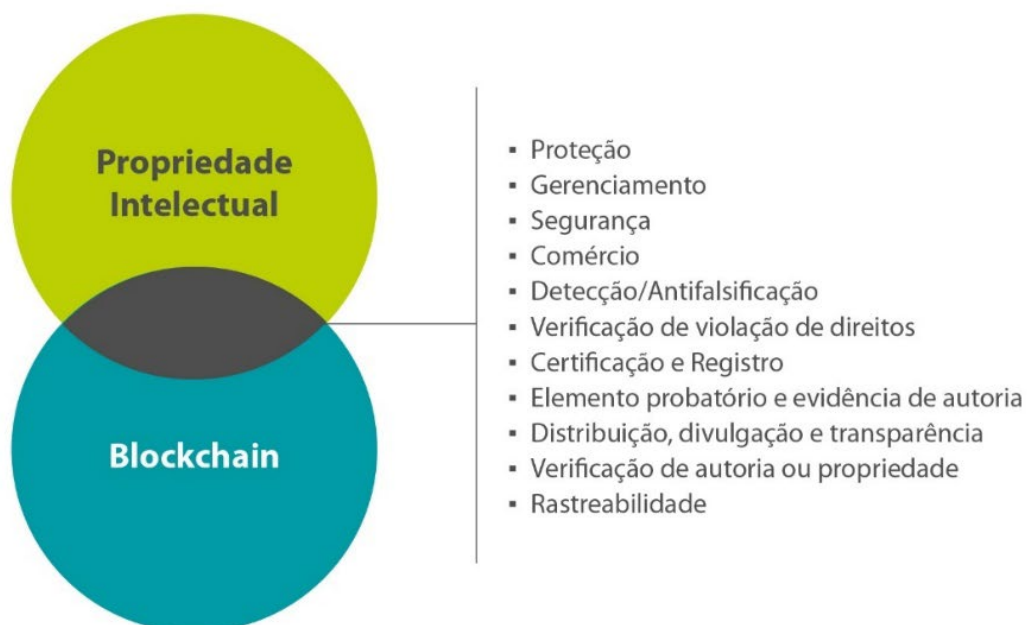 Propriedade
Intelectual
Blockchain
▪ Proteção
▪ Gerenciamento
▪ Segurança
▪ Comércio
▪ Detecção/Antifalsificação
▪ Verificação de violação de direitos
▪ Certificação e Registro
▪ Elemento probatório e evidência de autoria
▪ Distribuição, divulgação e transparência
▪ Verificação de autoria ou propriedade
▪ Rastreabilidade